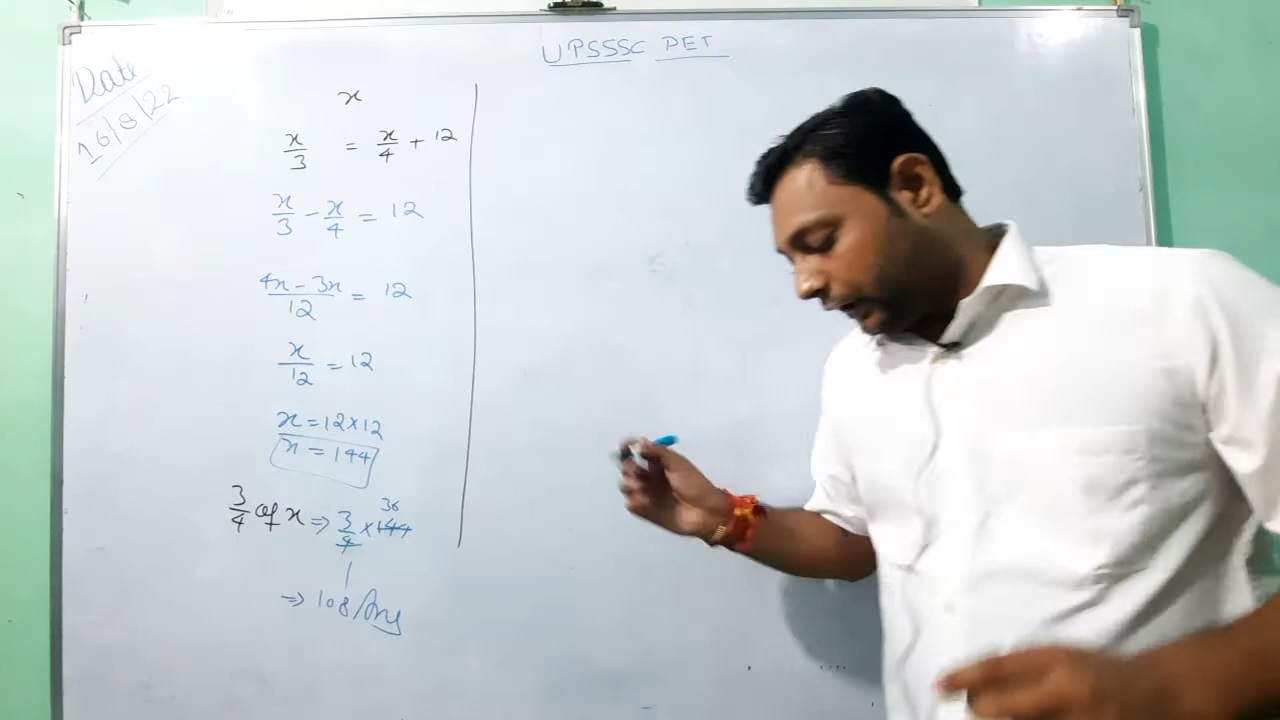 UPSSSC PET
Date
16/8/22
x
x/3 = x/4 + 12
x/3 - x/4 = 12
4x - 3x/12 = 12
x/12 = 12
x = 12 × 12
x = 144
3/4 of x ⇒ 3/4 × 144
36
1
⇒ 108 Ans